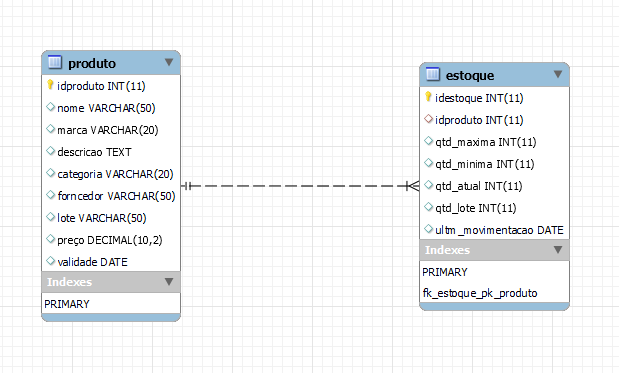 produto
idproduto INT(11)
nome VARCHAR(50)
marca VARCHAR(20)
descricao TEXT
categoria VARCHAR(20)
forncedor VARCHAR(50)
lote VARCHAR(50)
preço DECIMAL(10,2)
validade DATE
Indexes
PRIMARY
estoque
idestoque INT(11)
idproduto INT(11)
qtd_maxima INT(11)
qtd_minima INT(11)
qtd_atual INT(11)
qtd_lote INT(11)
ultm_movimentacao DATE
Indexes
PRIMARY
fk_estoque_pk_produto